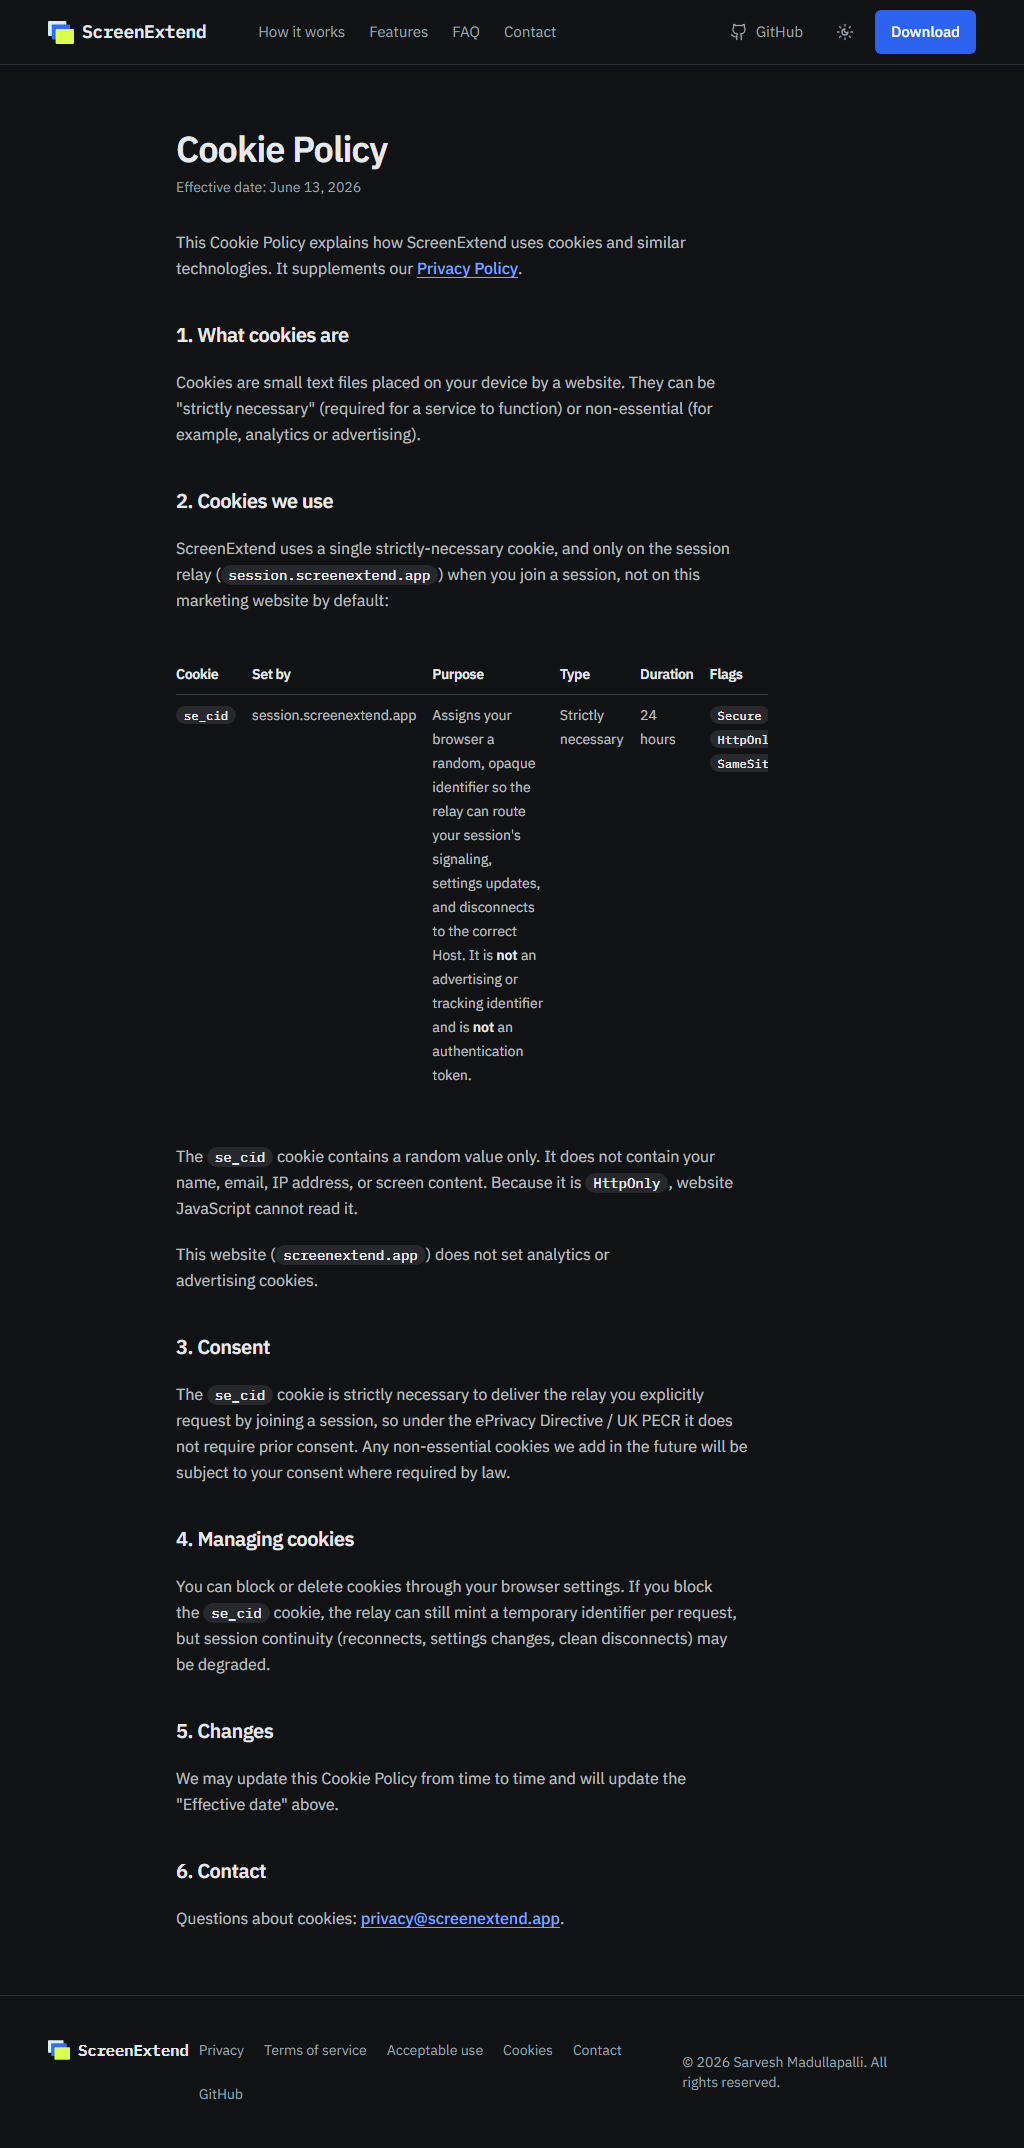 ScreenExtend How it works Features FAQ Contact GitHub Download
Cookie Policy
Effective date: June 13, 2026
This Cookie Policy explains how ScreenExtend uses cookies and similar
technologies. It supplements our Privacy Policy.
1. What cookies are
Cookies are small text files placed on your device by a website. They can be
"strictly necessary" (required for a service to function) or non-essential (for
example, analytics or advertising).
2. Cookies we use
ScreenExtend uses a single strictly-necessary cookie, and only on the session
relay (session.screenextend.app) when you join a session, not on this
marketing website by default:
Cookie Set by Purpose Type Duration Flags
se_cid session.screenextend.app Assigns your Strictly 24 Secure
browser a necessary hours HttpOnl
random, opaque SameSit
identifier so the
relay can route
your session's
signaling,
settings updates,
and disconnects
to the correct
Host. It is not an
advertising or
tracking identifier
and is not an
authentication
token.
The se_cid cookie contains a random value only. It does not contain your
name, email, IP address, or screen content. Because it is HttpOnly, website
JavaScript cannot read it.
This website (screenextend.app) does not set analytics or
advertising cookies.
3. Consent
The se_cid cookie is strictly necessary to deliver the relay you explicitly
request by joining a session, so under the ePrivacy Directive / UK PECR it does
not require prior consent. Any non-essential cookies we add in the future will be
subject to your consent where required by law.
4. Managing cookies
You can block or delete cookies through your browser settings. If you block
the se_cid cookie, the relay can still mint a temporary identifier per request,
but session continuity (reconnects, settings changes, clean disconnects) may
be degraded.
5. Changes
We may update this Cookie Policy from time to time and will update the
"Effective date" above.
6. Contact
Questions about cookies: privacy@screenextend.app.
ScreenExtend Privacy Terms of service Acceptable use Cookies Contact
GitHub
© 2026 Sarvesh Madullapalli. All
rights reserved.